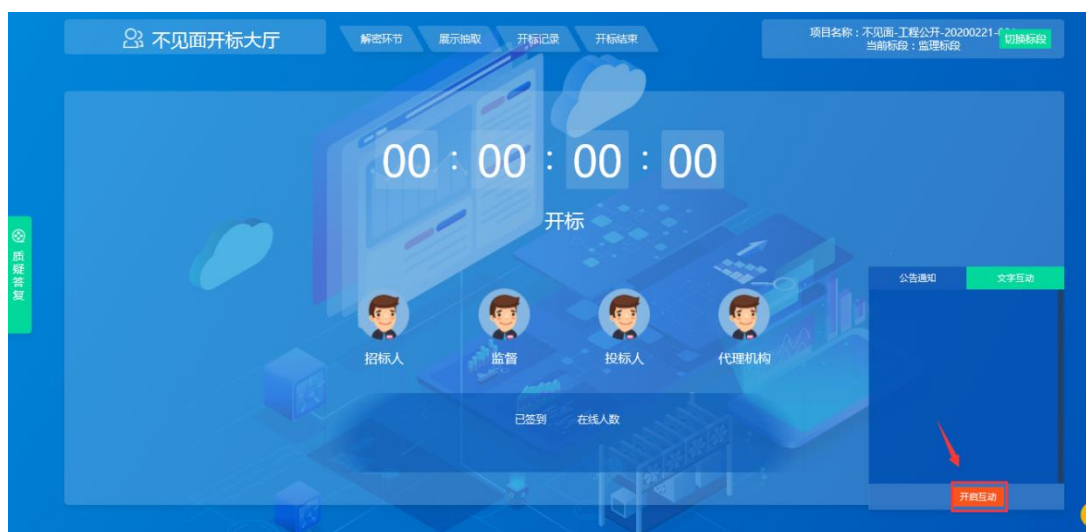 不见面开标大厅
解密环节
展示抽取
开标记录
开标结束
项目名称：不见面-工程公开-20200221-
切换标段
当前标段：监理标段
00 : 00 : 00 : 00
开标
质疑答复
公告通知
文字互动
招标人
监督
投标人
代理机构
已签到
在线人数
开启互动